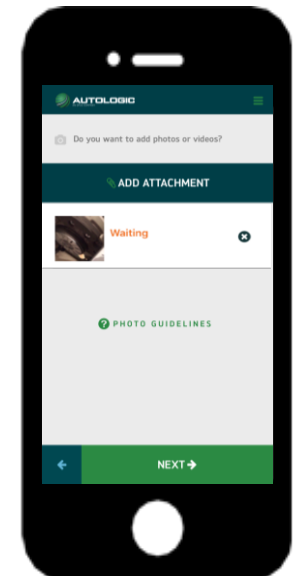 AUTOLOGIC
Do you want to add photos or videos?
ADD ATTACHMENT
Waiting
PHOTO GUIDELINES
NEXT